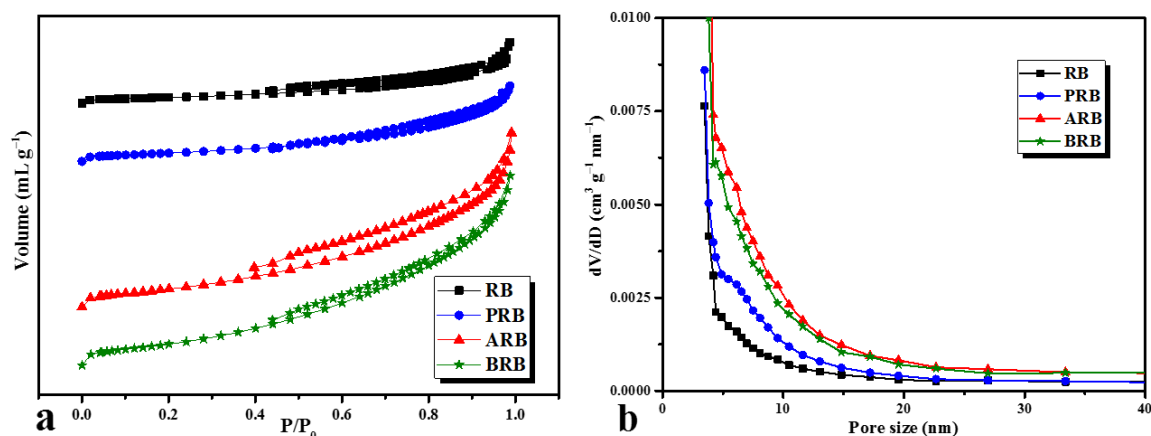 Volume (mL g⁻¹)
RB
PRB
ARB
BRB
0.0 0.2 0.4 0.6 0.8 1.0
P/P₀
a
dV/dD (cm³ g⁻¹ nm⁻¹)
0.0100
0.0075
0.0050
0.0025
0.0000
RB
PRB
ARB
BRB
0 10 20 30 40
Pore size (nm)
b